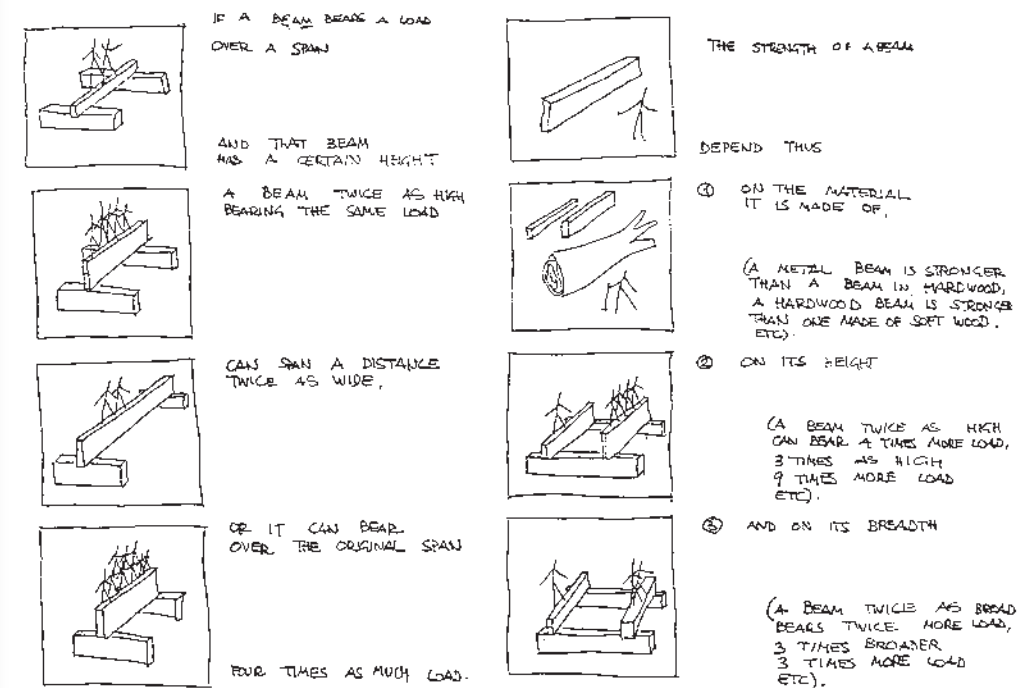 IF A BEAM BEARS A LOAD
OVER A SPAN
AND THAT BEAM
HAS A CERTAIN HEIGHT
A BEAM TWICE AS HIGH
BEARING THE SAME LOAD
CAN SPAN A DISTANCE
TWICE AS WIDE,
OR IT CAN BEAR
OVER THE ORIGINAL SPAN
FOUR TIMES AS MUCH LOAD.
THE STRENGTH OF A BEAM
DEPEND THUS
① ON THE MATERIAL
IT IS MADE OF,
(A METAL BEAM IS STRONGER
THAN A BEAM IN HARDWOOD,
A HARDWOOD BEAM IS STRONGER
THAN ONE MADE OF SOFT WOOD.
ETC).
② ON ITS HEIGHT
(A BEAM TWICE AS HIGH
CAN BEAR 4 TIMES MORE LOAD,
3 TIMES AS HIGH
9 TIMES MORE LOAD
ETC).
③ AND ON ITS BREADTH
(A BEAM TWICE AS BROAD
BEARS TWICE MORE LOAD,
3 TIMES BROADER
3 TIMES MORE LOAD
ETC).